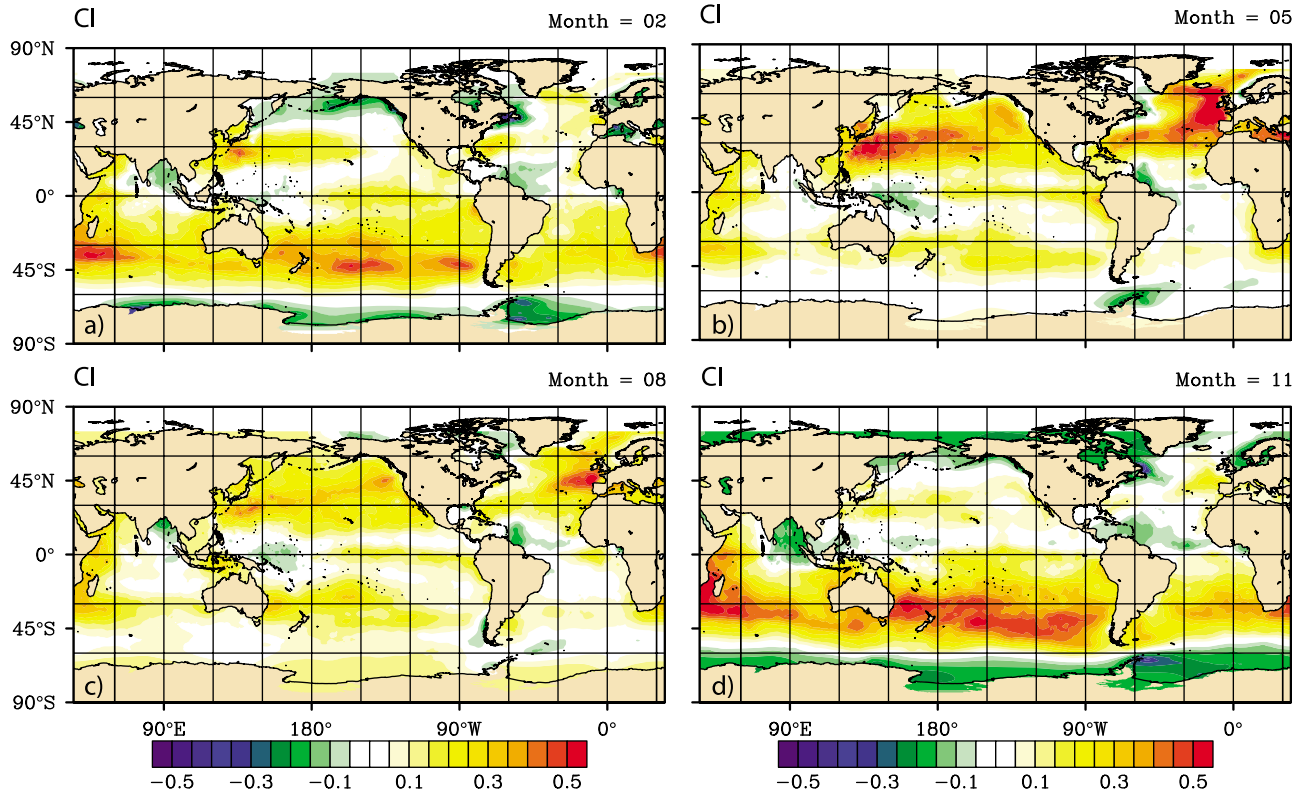 CI Month = 02
CI Month = 05
90°N
45°N
0°
45°S
90°S
a)
b)
CI Month = 08
CI Month = 11
90°N
45°N
0°
45°S
90°S
c)
d)
90°E 180° 90°W 0°
90°E 180° 90°W 0°
−0.5 −0.3 −0.1 0.1 0.3 0.5
−0.5 −0.3 −0.1 0.1 0.3 0.5